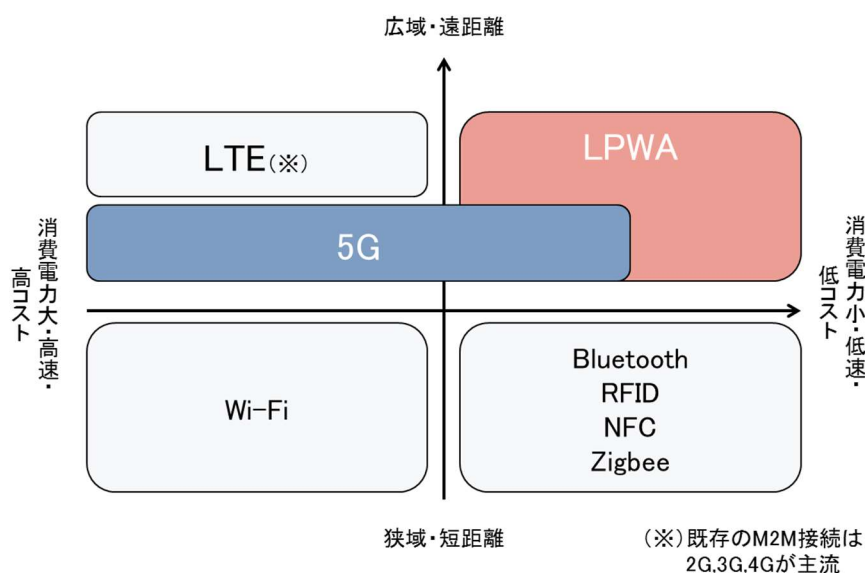 広域・遠距離
LTE(※)
LPWA
5G
消費電力大・高速・
高コスト
消費電力小・低速・
低コスト
Wi-Fi
Bluetooth
RFID
NFC
Zigbee
狭域・短距離
(※)既存のM2M接続は
2G,3G,4Gが主流